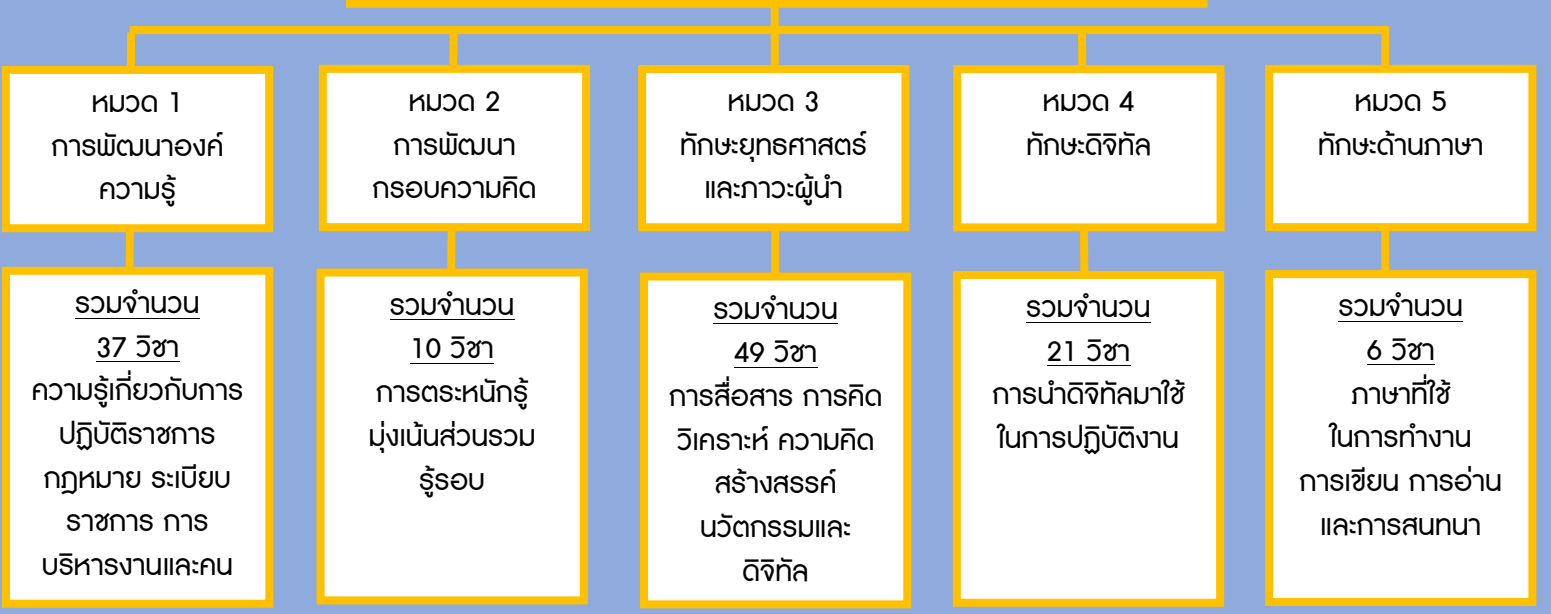 หมวด 1
การพัฒนาองค์
ความรู้
รวมจำนวน
37 วิชา
ความรู้เกี่ยวกับการ
ปฏิบัติราชการ
กฎหมาย ระเบียบ
ราชการ การ
บริหารงานและคน
หมวด 2
การพัฒนา
กรอบความคิด
รวมจำนวน
10 วิชา
การตระหนักรู้
มุ่งเน้นส่วนรวม
รู้รอบ
หมวด 3
ทักษะยุทธศาสตร์
และภาวะผู้นำ
รวมจำนวน
49 วิชา
การสื่อสาร การคิด
วิเคราะห์ ความคิด
สร้างสรรค์
นวัตกรรมและ
ดิจิทัล
หมวด 4
ทักษะดิจิทัล
รวมจำนวน
21 วิชา
การนำดิจิทัลมาใช้
ในการปฏิบัติงาน
หมวด 5
ทักษะด้านภาษา
รวมจำนวน
6 วิชา
ภาษาที่ใช้
ในการทำงาน
การเขียน การอ่าน
และการสนทนา